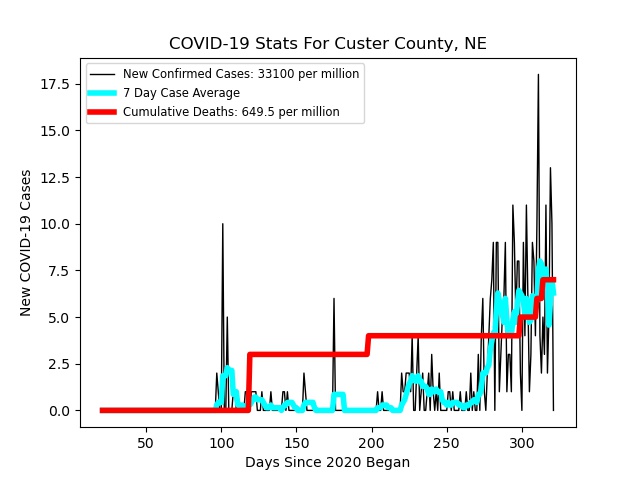 COVID-19 Stats For Custer County, NE
New Confirmed Cases: 33100 per million
7 Day Case Average
Cumulative Deaths: 649.5 per million
New COVID-19 Cases
17.5
15.0
12.5
10.0
7.5
5.0
2.5
0.0
50 100 150 200 250 300
Days Since 2020 Began